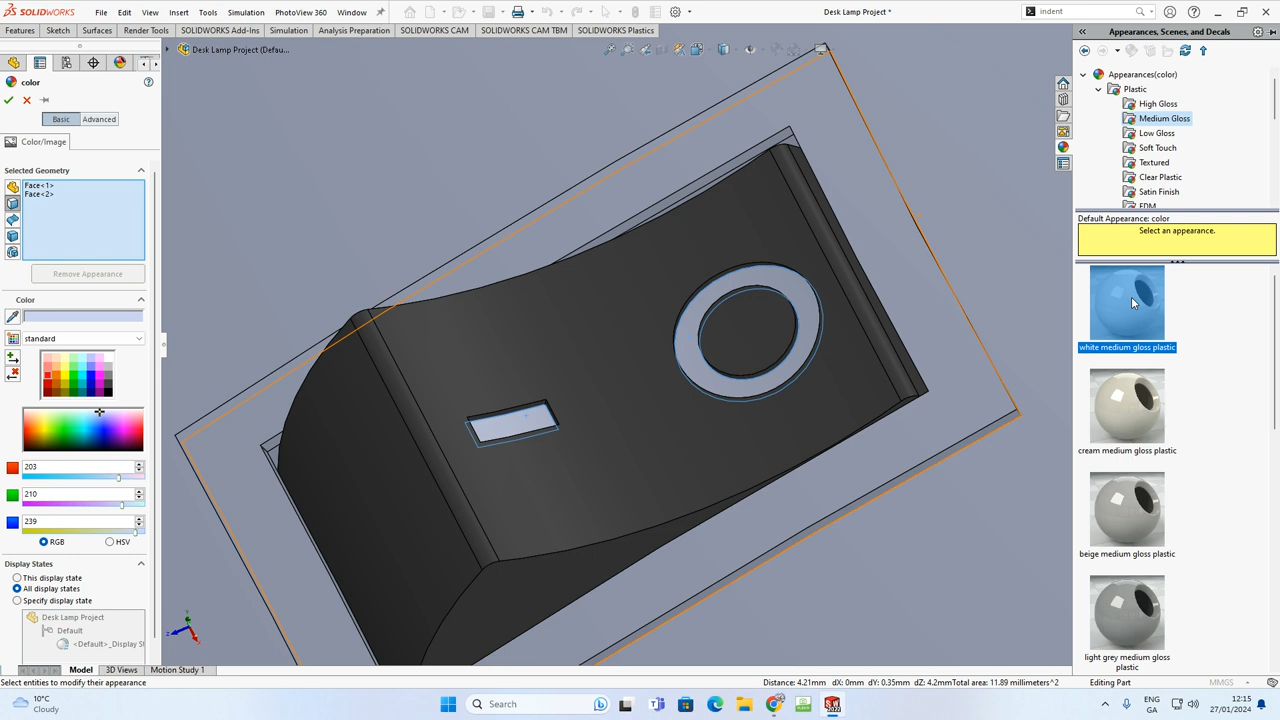 SOLIDWORKS File Edit View Insert Tools Simulation PhotoView 360 Window Desk Lamp Project * indent
Features Sketch Surfaces Render Tools SOLIDWORKS Add-Ins Simulation Analysis Preparation SOLIDWORKS CAM SOLIDWORKS CAM TBM SOLIDWORKS Plastics Appearances, Scenes, and Decals
Desk Lamp Project (Defau...
color
Basic Advanced
Color/Image
Selected Geometry
Face<1>
Face<2>
Remove Appearance
Color
standard
203
210
239
RGB HSV
Display States
This display state
All display states
Specify display state
Desk Lamp Project
Default
<Default>_Display St
Appearances(color)
Plastic
High Gloss
Medium Gloss
Low Gloss
Soft Touch
Textured
Clear Plastic
Satin Finish
EDM
Default Appearance: color
Select an appearance.
white medium gloss plastic
cream medium gloss plastic
beige medium gloss plastic
light grey medium gloss
plastic
Model 3D Views Motion Study 1
Select entities to modify their appearance Distance: 4.21mm dX: 0mm dY: 0.35mm dZ: 4.2mm Total area: 11.89 millimeters^2 Editing Part MMGS
10°C
Cloudy
Search
ENG
GA
12:15
27/01/2024